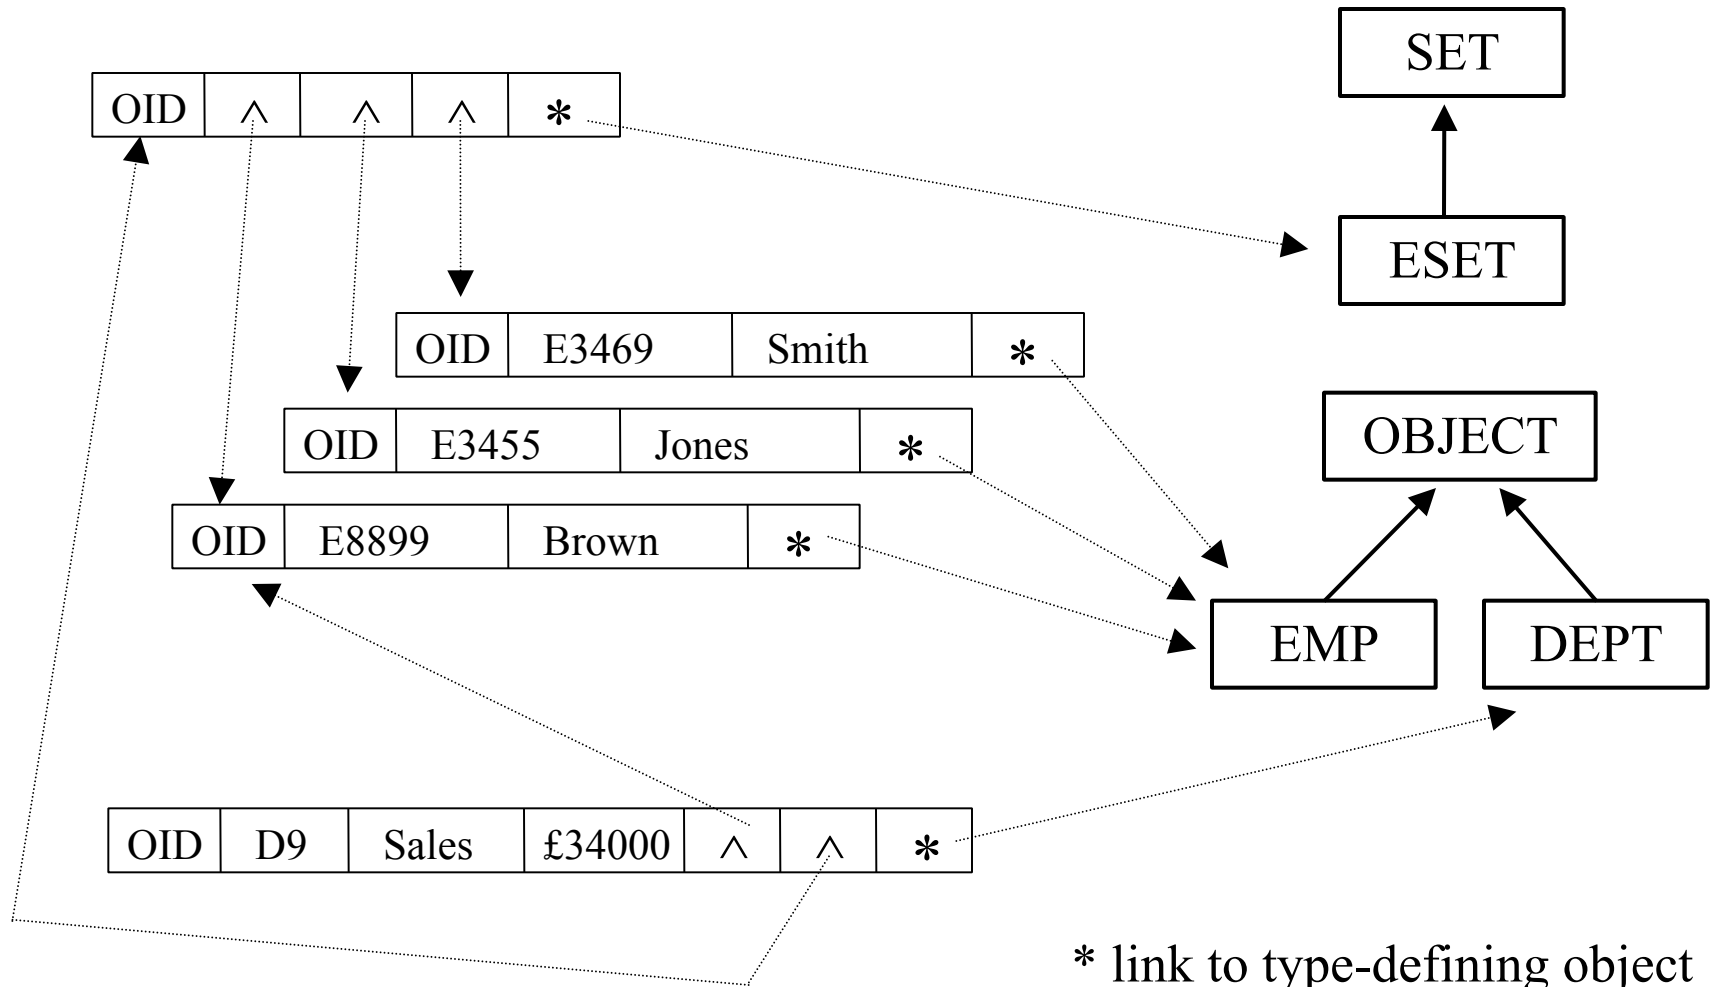 SET
OID ^ ^ ^ *
ESET
OID E3469 Smith *
OBJECT
OID E3455 Jones *
OID E8899 Brown *
EMP DEPT
OID D9 Sales £34000 ^ ^ *
* link to type-defining object